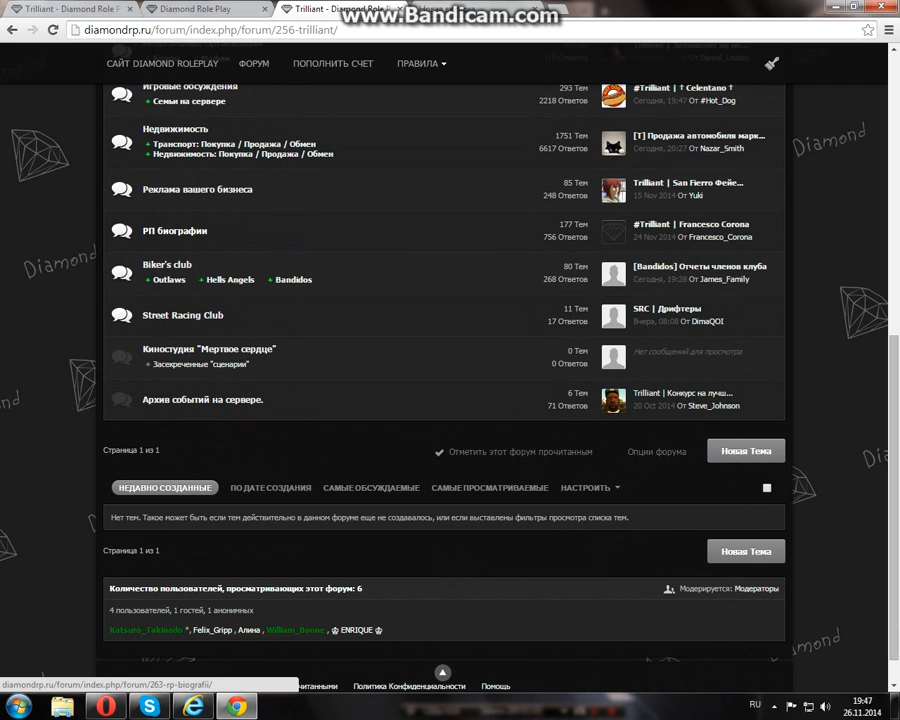 Trilliant - Diamond Role P
Diamond Role Play
Trilliant - Diamond Role P
www.Bandicam.com
diamondrp.ru/forum/index.php/forum/256-trilliant/
САЙТ DIAMOND ROLEPLAY ФОРУМ ПОПОЛНИТЬ СЧЕТ ПРАВИЛА
Игровые обсуждения
+ Семьи на сервере
293 Тем
2218 Ответов
#Trilliant | † Celentano †
Сегодня, 19:47 От #Hot_Dog
Недвижимость
+ Транспорт: Покупка / Продажа / Обмен
+ Недвижимость: Покупка / Продажа / Обмен
1751 Тем
6617 Ответов
[T] Продажа автомобиля марк...
Сегодня, 20:27 От Nazar_Smith
Реклама вашего бизнеса
85 Тем
248 Ответов
Trilliant | San Fierro Фейе...
15 Nov 2014 От Yuki
РП биографии
177 Тем
756 Ответов
#Trilliant | Francesco Corona
24 Nov 2014 От Francesco_Corona
Biker's club
+ Outlaws + Hells Angels + Bandidos
80 Тем
268 Ответов
[Bandidos] Отчеты членов клуба
Сегодня, 19:28 От James_Family
Street Racing Club
11 Тем
17 Ответов
SRC | Дрифтеры
Вчера, 08:08 От DimaQOI
Киностудия "Мертвое сердце"
+ Засекреченные "сценарии"
0 Тем
0 Ответов
Нет сообщений для просмотра
Архив событий на сервере.
6 Тем
71 Ответов
Trilliant | Конкурс на лучш...
20 Oct 2014 От Steve_Johnson
Страница 1 из 1
Отметить этот форум прочитанным Опции форума Новая Тема
НЕДАВНО СОЗДАННЫЕ ПО ДАТЕ СОЗДАНИЯ САМЫЕ ОБСУЖДАЕМЫЕ САМЫЕ ПРОСМАТРИВАЕМЫЕ НАСТРОИТЬ
Нет тем. Такое может быть если тем действительно в данном форуме еще не создавалось, или если выставлены фильтры просмотра списка тем.
Страница 1 из 1
Новая Тема
Количество пользователей, просматривающих этот форум: 6
Модерируется: Модераторы
4 пользователей, 1 гостей, 1 анонимных
Katsuro_Takinado *, Felix_Gripp , Алина , William_Boone , ♔ ENRIQUE ♔
diamondrp.ru/forum/index.php/forum/263-rp-biografii/
Политика Конфиденциальности Помощь
RU
19:47
26.11.2014
Diamond
Diamond
Diamond